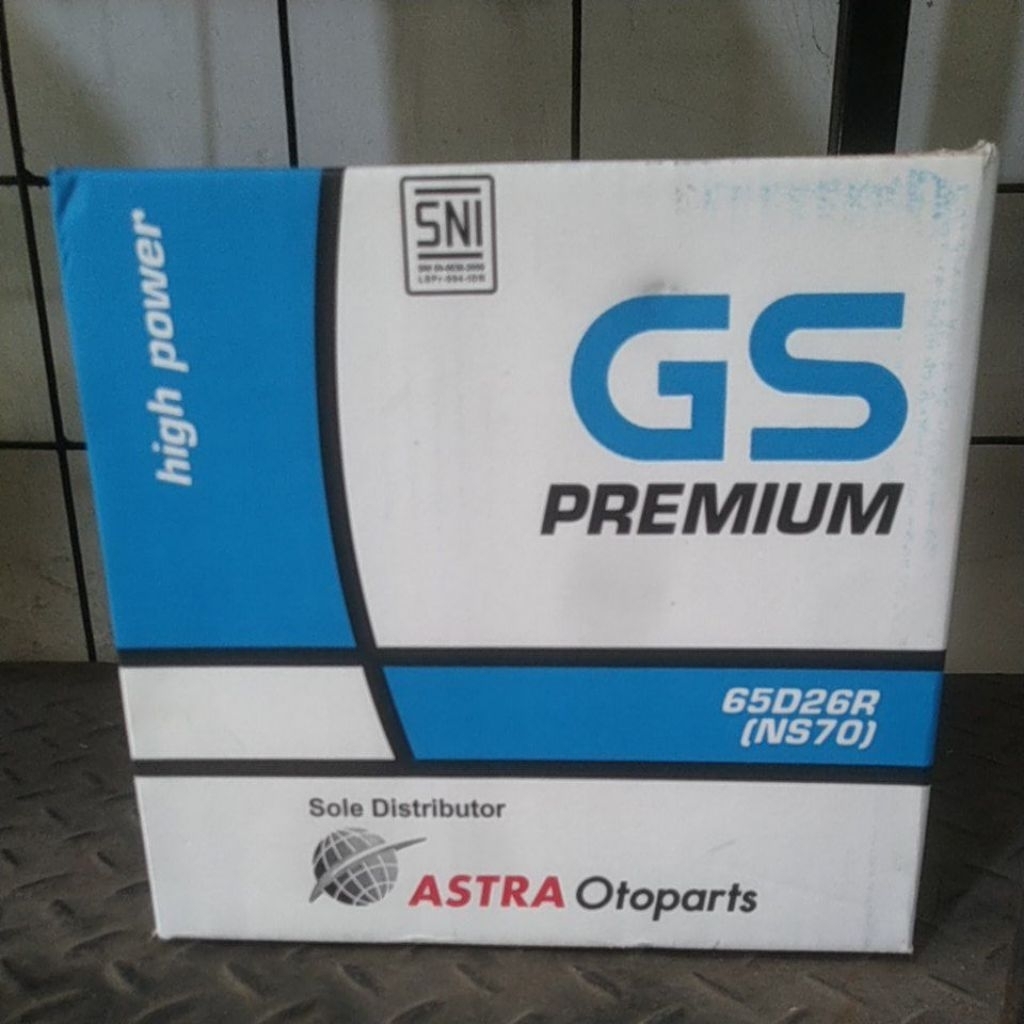 high power
SNI
GS
PREMIUM
65D26R
(NS70)
Sole Distributor
ASTRA Otoparts